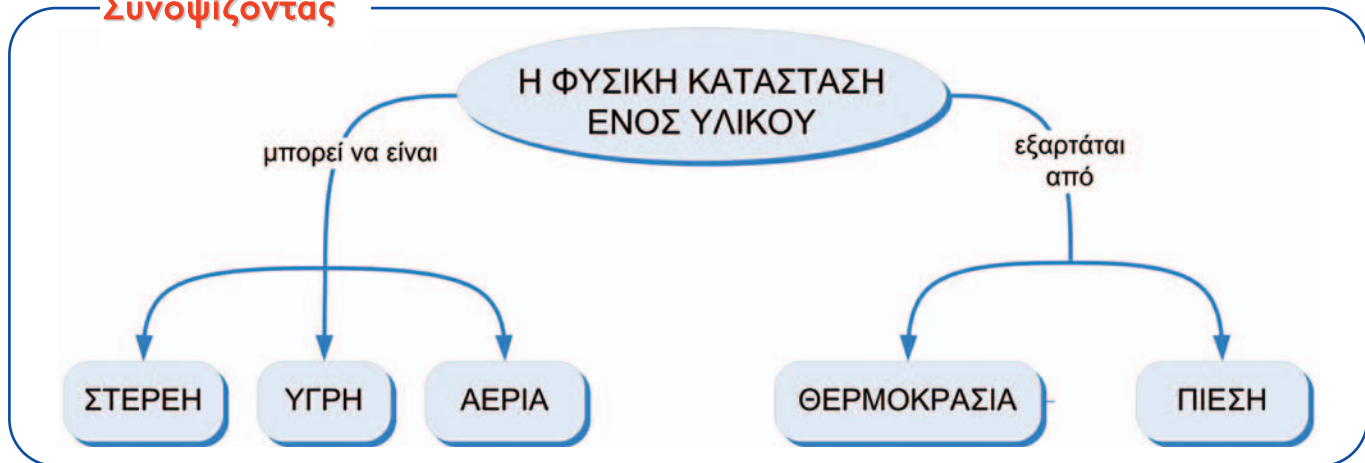 Συνοψίζοντας
Η ΦΥΣΙΚΗ ΚΑΤΑΣΤΑΣΗ
ΕΝΟΣ ΥΛΙΚΟΥ
μπορεί να είναι
εξαρτάται
από
ΣΤΕΡΕΗ
ΥΓΡΗ
ΑΕΡΙΑ
ΘΕΡΜΟΚΡΑΣΙΑ
ΠΙΕΣΗ